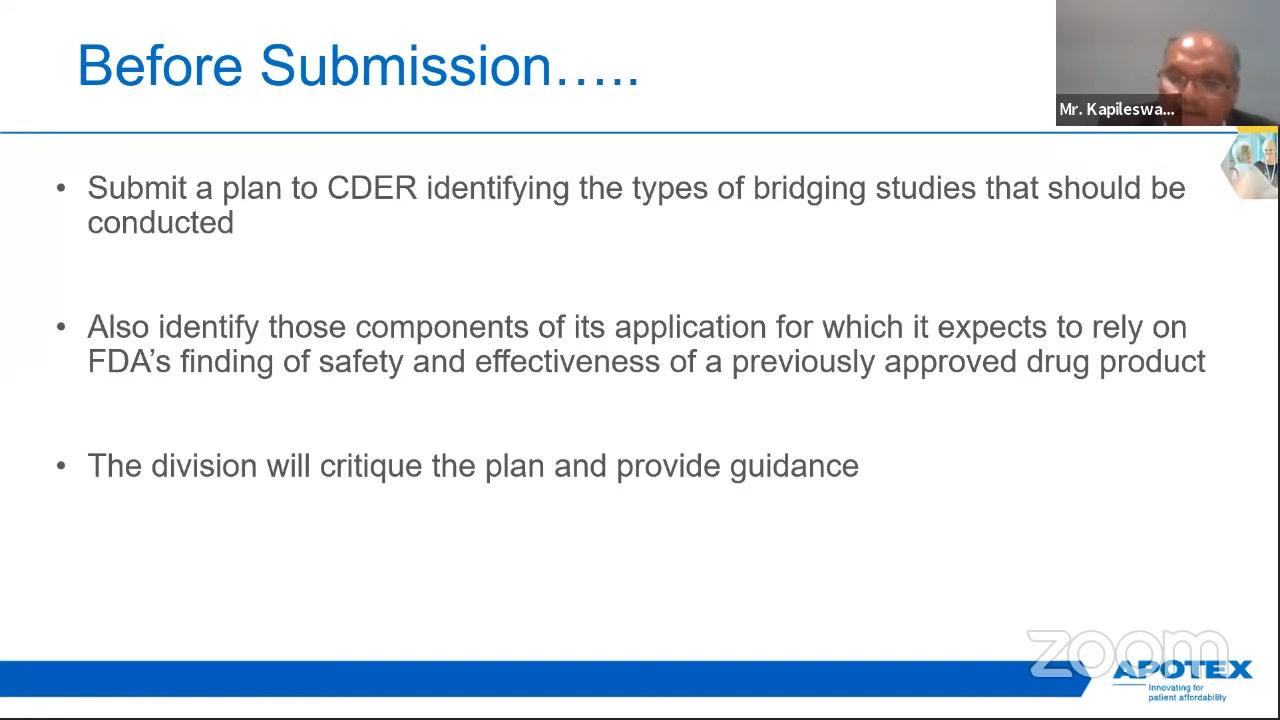 Before Submission…..
Mr. Kapileswa...
• Submit a plan to CDER identifying the types of bridging studies that should be
conducted
• Also identify those components of its application for which it expects to rely on
FDA’s finding of safety and effectiveness of a previously approved drug product
• The division will critique the plan and provide guidance
zoom
APOTEX
Innovating for
patient affordability